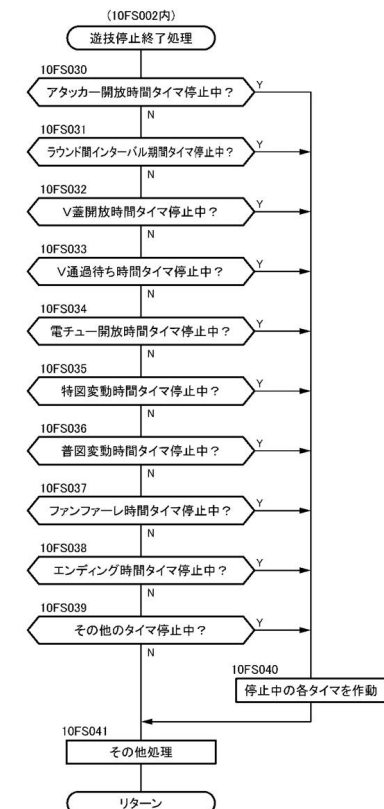 (10FS002内)
遊技停止終了処理
10FS030
アタッカー開放時間タイマ停止中？
Y
N
10FS031
ラウンド間インターバル期間タイマ停止中？
Y
N
10FS032
V蓋開放時間タイマ停止中？
Y
N
10FS033
V通過待ち時間タイマ停止中？
Y
N
10FS034
電チュー開放時間タイマ停止中？
Y
N
10FS035
特図変動時間タイマ停止中？
Y
N
10FS036
普図変動時間タイマ停止中？
Y
N
10FS037
ファンファーレ時間タイマ停止中？
Y
N
10FS038
エンディング時間タイマ停止中？
Y
N
10FS039
その他のタイマ停止中？
Y
N
10FS040
停止中の各タイマを作動
10FS041
その他処理
リターン